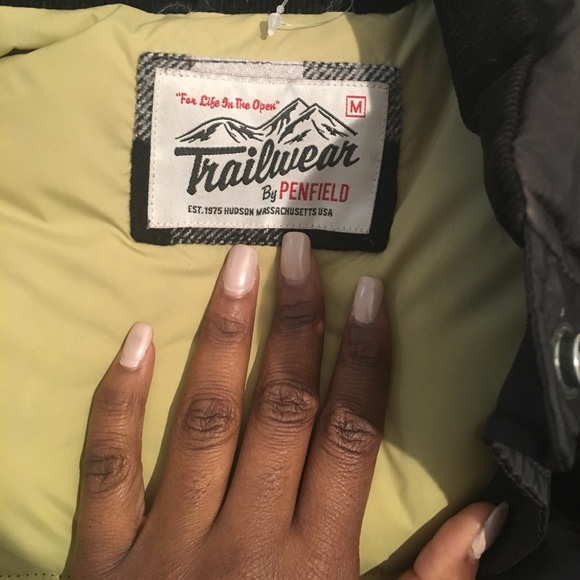 "For Life In The Open"
M
Trailwear
By PENFIELD
EST. 1975 HUDSON MASSACHUSETTS USA